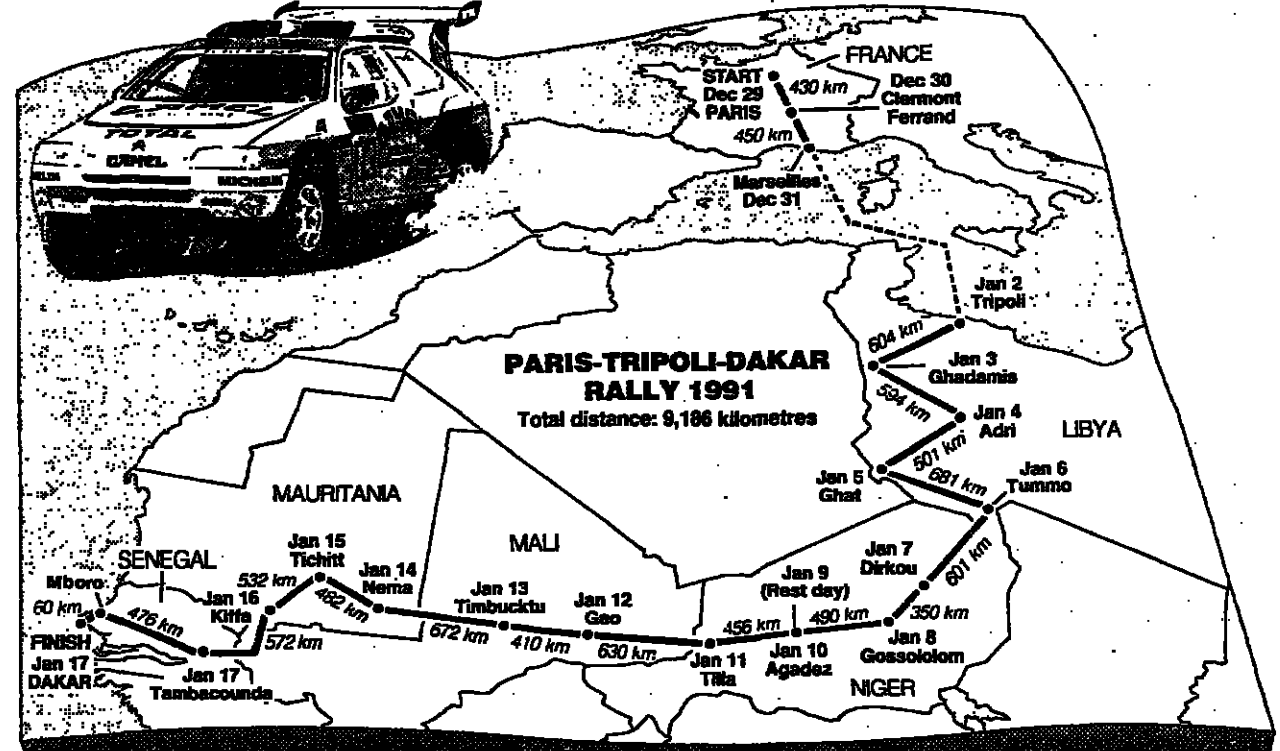 FRANCE
START
Dec 29
PARIS
430 km
Dec 30
Clermont
Ferrand
450 km
Marseilles
Dec 31
CAMEL
TOTAL
CAMEL
MICHELIN
Jan 2
Tripoli
604 km
Jan 3
Ghadamis
594 km
Jan 4
Adri
LIBYA
501 km
Jan 5
Ghat
681 km
Jan 6
Tummo
PARIS-TRIPOLI-DAKAR
RALLY 1991
Total distance: 9,186 kilometres
601 km
Jan 7
Dirkou
350 km
Jan 8
Gossololom
490 km
Jan 9
(Rest day)
Jan 10
Agadez
NIGER
456 km
Jan 11
Tillia
630 km
Jan 12
Gao
MALI
410 km
Jan 13
Timbucktu
672 km
Jan 14
Nema
MAURITANIA
482 km
Jan 15
Tichitt
532 km
Jan 16
Kiffa
572 km
SENEGAL
Jan 17
Tambacounda
476 km
Mboro
60 km
FINISH
Jan 17
DAKAR